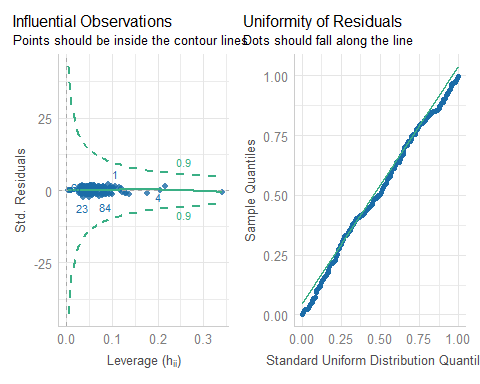 Influential Observations
Points should be inside the contour lines
Std. Residuals
25
0
-25
0.9
0.9
1
23
84
4
0.0
0.1
0.2
0.3
Leverage (hii)
Uniformity of Residuals
Dots should fall along the line
Sample Quantiles
1.00
0.75
0.50
0.25
0.00
0.00
0.25
0.50
0.75
1.00
Standard Uniform Distribution Quantil